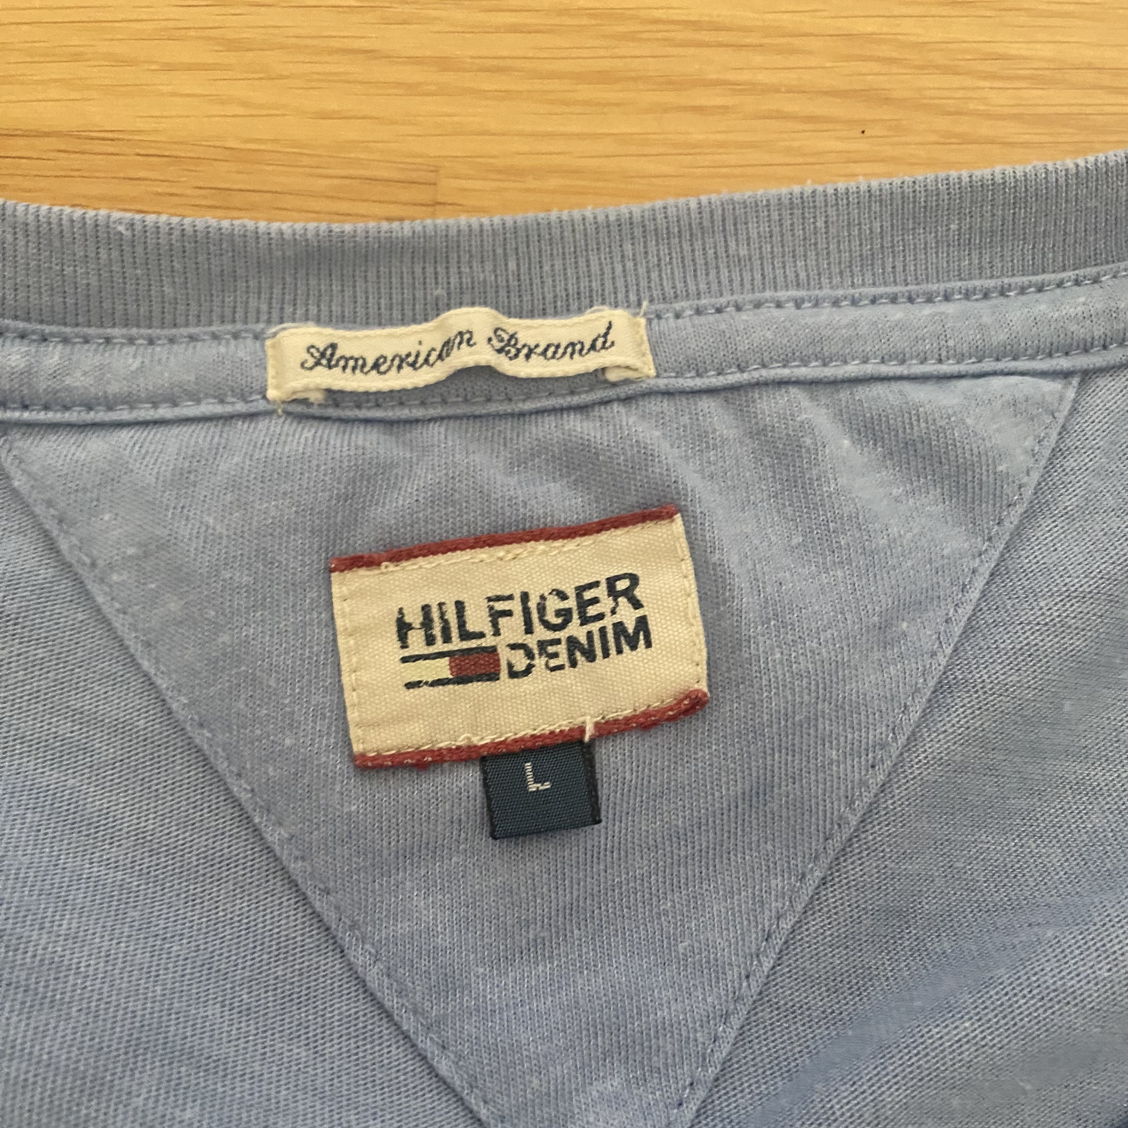 American Brand
HILFIGER
DENIM
L